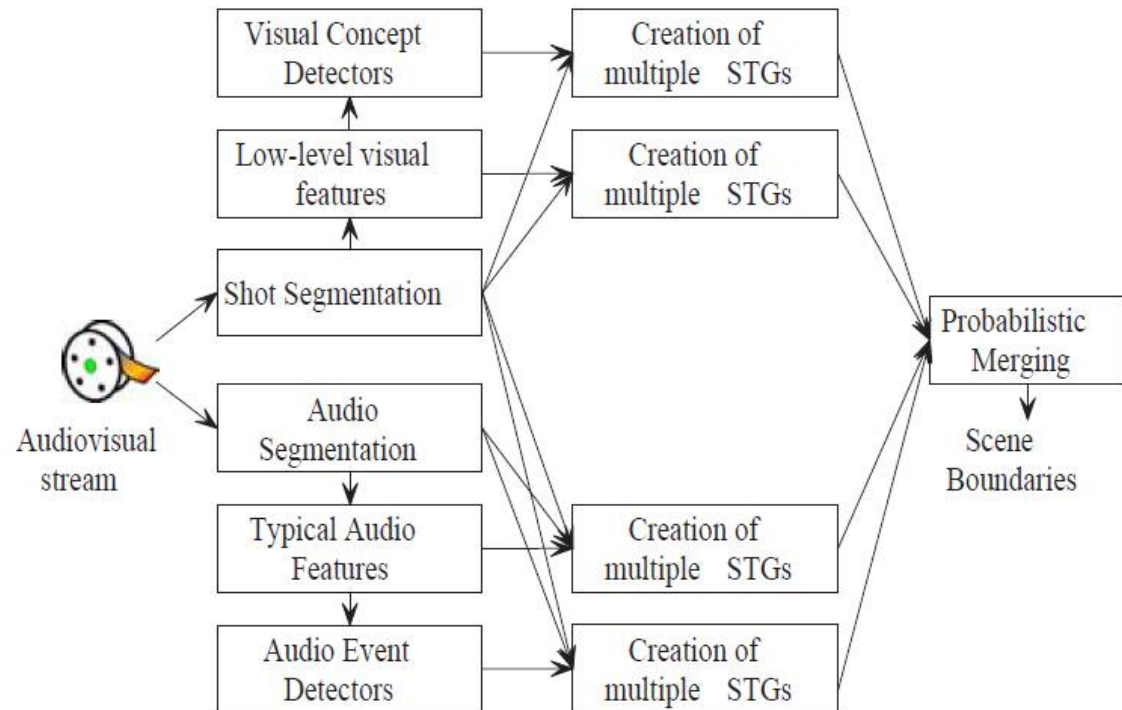 Visual Concept
Detectors
Creation of
multiple STGs
Low-level visual
features
Creation of
multiple STGs
Shot Segmentation
Probabilistic
Merging
Audiovisual
stream
Audio
Segmentation
Scene
Boundaries
Typical Audio
Features
Creation of
multiple STGs
Audio Event
Detectors
Creation of
multiple STGs